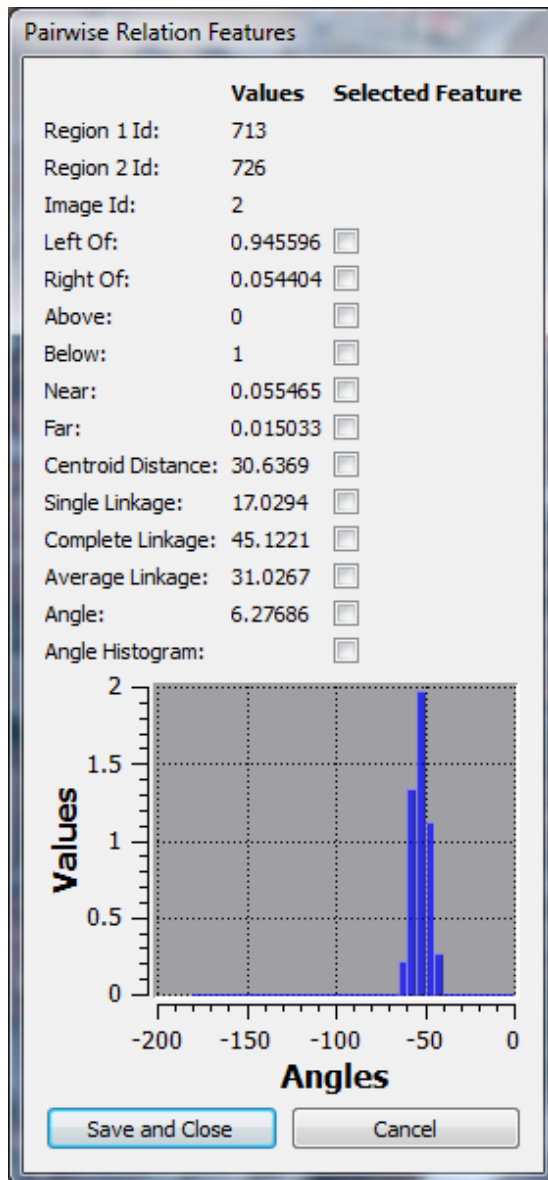 Pairwise Relation Features
Values Selected Feature
Region 1 Id: 713
Region 2 Id: 726
Image Id: 2
Left Of: 0.945596
Right Of: 0.054404
Above: 0
Below: 1
Near: 0.055465
Far: 0.015033
Centroid Distance: 30.6369
Single Linkage: 17.0294
Complete Linkage: 45.1221
Average Linkage: 31.0267
Angle: 6.27686
Angle Histogram:
2
1.5
1
0.5
0
Values
-200 -150 -100 -50 0
Angles
Save and Close Cancel